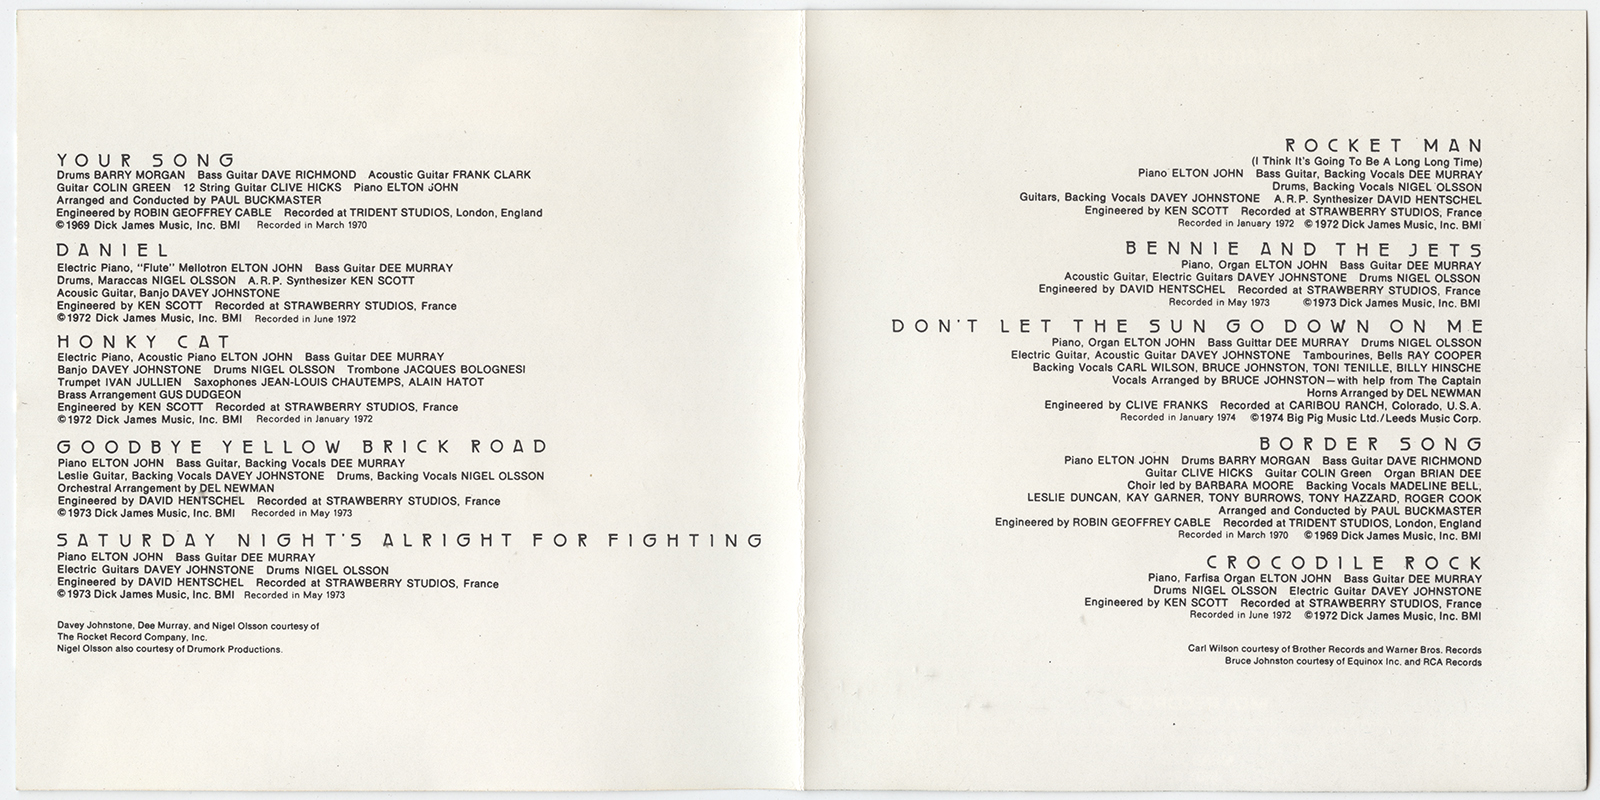 YOUR SONG
Drums BARRY MORGAN Bass Guitar DAVE RICHMOND Acoustic Guitar FRANK CLARK
Guitar COLIN GREEN 12 String Guitar CLIVE HICKS Piano ELTON JOHN
Arranged and Conducted by PAUL BUCKMASTER
Engineered by ROBIN GEOFFREY CABLE Recorded at TRIDENT STUDIOS, London, England
©1969 Dick James Music, Inc. BMI Recorded in March 1970
DANIEL
Electric Piano, "Flute" Mellotron ELTON JOHN Bass Guitar DEE MURRAY
Drums, Maraccas NIGEL OLSSON A.R.P. Synthesizer KEN SCOTT
Acousic Guitar, Banjo DAVEY JOHNSTONE
Engineered by KEN SCOTT Recorded at STRAWBERRY STUDIOS, France
©1972 Dick James Music, Inc. BMI Recorded in June 1972
HONKY CAT
Electric Piano, Acoustic Piano ELTON JOHN Bass Guitar DEE MURRAY
Banjo DAVEY JOHNSTONE Drums NIGEL OLSSON Trombone JACQUES BOLOGNESI
Trumpet IVAN JULLIEN Saxophones JEAN-LOUIS CHAUTEMPS, ALAIN HATOT
Brass Arrangement GUS DUDGEON
Engineered by KEN SCOTT Recorded at STRAWBERRY STUDIOS, France
©1972 Dick James Music, Inc. BMI Recorded in January 1972
GOODBYE YELLOW BRICK ROAD
Piano ELTON JOHN Bass Guitar, Backing Vocals DEE MURRAY
Leslie Guitar, Backing Vocals DAVEY JOHNSTONE Drums, Backing Vocals NIGEL OLSSON
Orchestral Arrangement by DEL NEWMAN
Engineered by DAVID HENTSCHEL Recorded at STRAWBERRY STUDIOS, France
©1973 Dick James Music, Inc. BMI Recorded in May 1973
SATURDAY NIGHT'S ALRIGHT FOR FIGHTING
Piano ELTON JOHN Bass Guitar DEE MURRAY
Electric Guitars DAVEY JOHNSTONE Drums NIGEL OLSSON
Engineered by DAVID HENTSCHEL Recorded at STRAWBERRY STUDIOS, France
©1973 Dick James Music, Inc. BMI Recorded in May 1973
Davey Johnstone, Dee Murray, and Nigel Olsson courtesy of
The Rocket Record Company, Inc.
Nigel Olsson also courtesy of Drumork Productions.
ROCKET MAN
(I Think It's Going To Be A Long Long Time)
Piano ELTON JOHN Bass Guitar, Backing Vocals DEE MURRAY
Drums, Backing Vocals NIGEL OLSSON
Guitars, Backing Vocals DAVEY JOHNSTONE A.R.P. Synthesizer DAVID HENTSCHEL
Engineered by KEN SCOTT Recorded at STRAWBERRY STUDIOS, France
Recorded in January 1972 ©1972 Dick James Music, Inc. BMI
BENNIE AND THE JETS
Piano, Organ ELTON JOHN Bass Guitar DEE MURRAY
Acoustic Guitar, Electric Guitars DAVEY JOHNSTONE Drums NIGEL OLSSON
Engineered by DAVID HENTSCHEL Recorded at STRAWBERRY STUDIOS, France
Recorded in May 1973 ©1973 Dick James Music, Inc. BMI
DON'T LET THE SUN GO DOWN ON ME
Piano, Organ ELTON JOHN Bass Guittar DEE MURRAY Drums NIGEL OLSSON
Electric Guitar, Acoustic Guitar DAVEY JOHNSTONE Tambourines, Bells RAY COOPER
Backing Vocals CARL WILSON, BRUCE JOHNSTON, TONI TENILLE, BILLY HINSCHE
Vocals Arranged by BRUCE JOHNSTON—with help from The Captain
Horns Arranged by DEL NEWMAN
Engineered by CLIVE FRANKS Recorded at CARIBOU RANCH, Colorado, U.S.A.
Recorded in January 1974 ©1974 Big Pig Music Ltd./Leeds Music Corp.
BORDER SONG
Piano ELTON JOHN Drums BARRY MORGAN Bass Guitar DAVE RICHMOND
Guitar CLIVE HICKS Guitar COLIN Green Organ BRIAN DEE
Choir led by BARBARA MOORE Backing Vocals MADELINE BELL,
LESLIE DUNCAN, KAY GARNER, TONY BURROWS, TONY HAZZARD, ROGER COOK
Arranged and Conducted by PAUL BUCKMASTER
Engineered by ROBIN GEOFFREY CABLE Recorded at TRIDENT STUDIOS, London, England
Recorded in March 1970 ©1969 Dick James Music, Inc. BMI
CROCODILE ROCK
Piano, Farfisa Organ ELTON JOHN Bass Guitar DEE MURRAY
Drums NIGEL OLSSON Electric Guitar DAVEY JOHNSTONE
Engineered by KEN SCOTT Recorded at STRAWBERRY STUDIOS, France
Recorded in June 1972 ©1972 Dick James Music, Inc. BMI
Carl Wilson courtesy of Brother Records and Warner Bros. Records
Bruce Johnston courtesy of Equinox Inc. and RCA Records